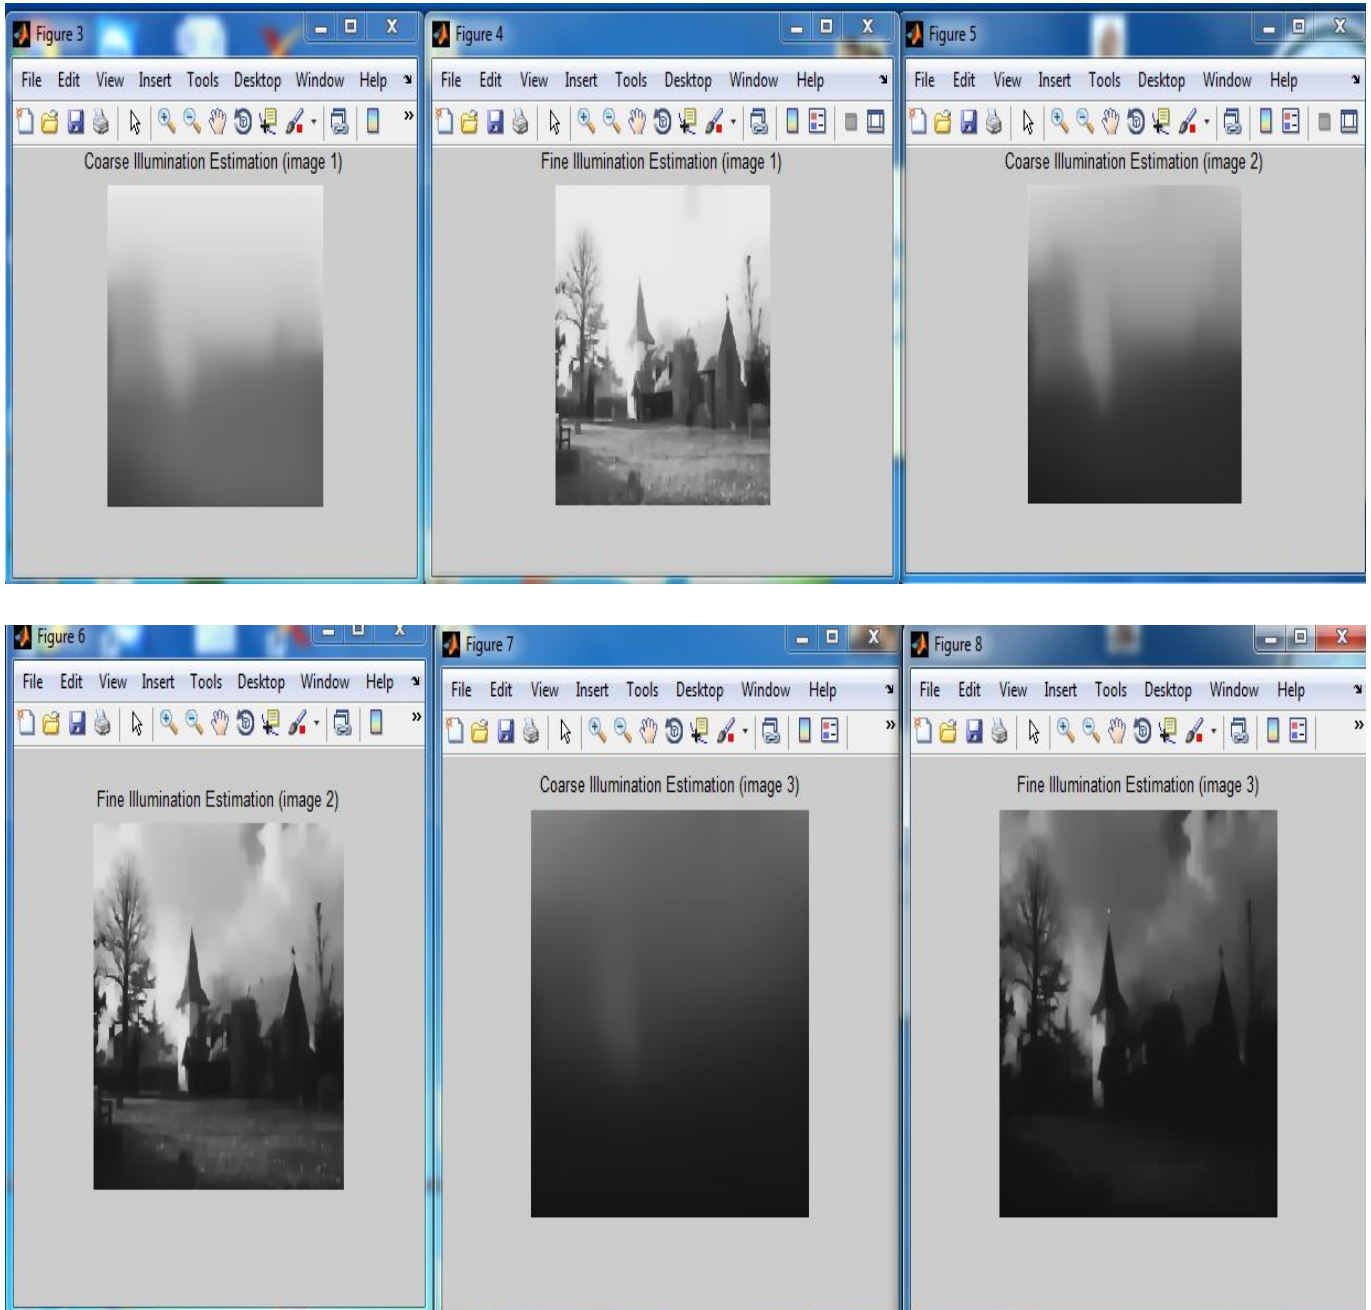 Figure 3
File Edit View Insert Tools Desktop Window Help
Coarse Illumination Estimation (image 1)
Figure 4
File Edit View Insert Tools Desktop Window Help
Fine Illumination Estimation (image 1)
Figure 5
File Edit View Insert Tools Desktop Window Help
Coarse Illumination Estimation (image 2)
Figure 6
File Edit View Insert Tools Desktop Window Help
Fine Illumination Estimation (image 2)
Figure 7
File Edit View Insert Tools Desktop Window Help
Coarse Illumination Estimation (image 3)
Figure 8
File Edit View Insert Tools Desktop Window Help
Fine Illumination Estimation (image 3)